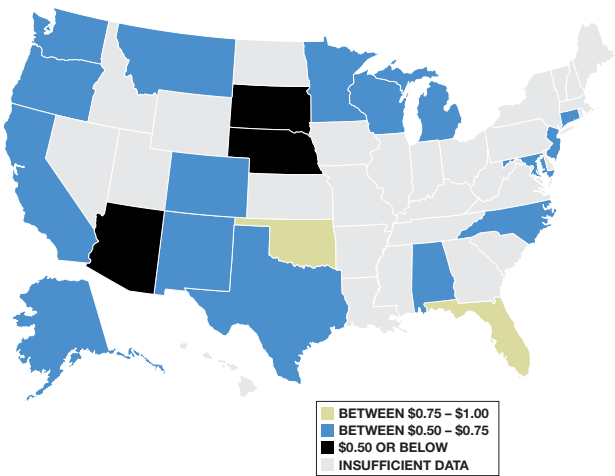 BETWEEN $0.75 – $1.00
BETWEEN $0.50 – $0.75
$0.50 OR BELOW
INSUFFICIENT DATA